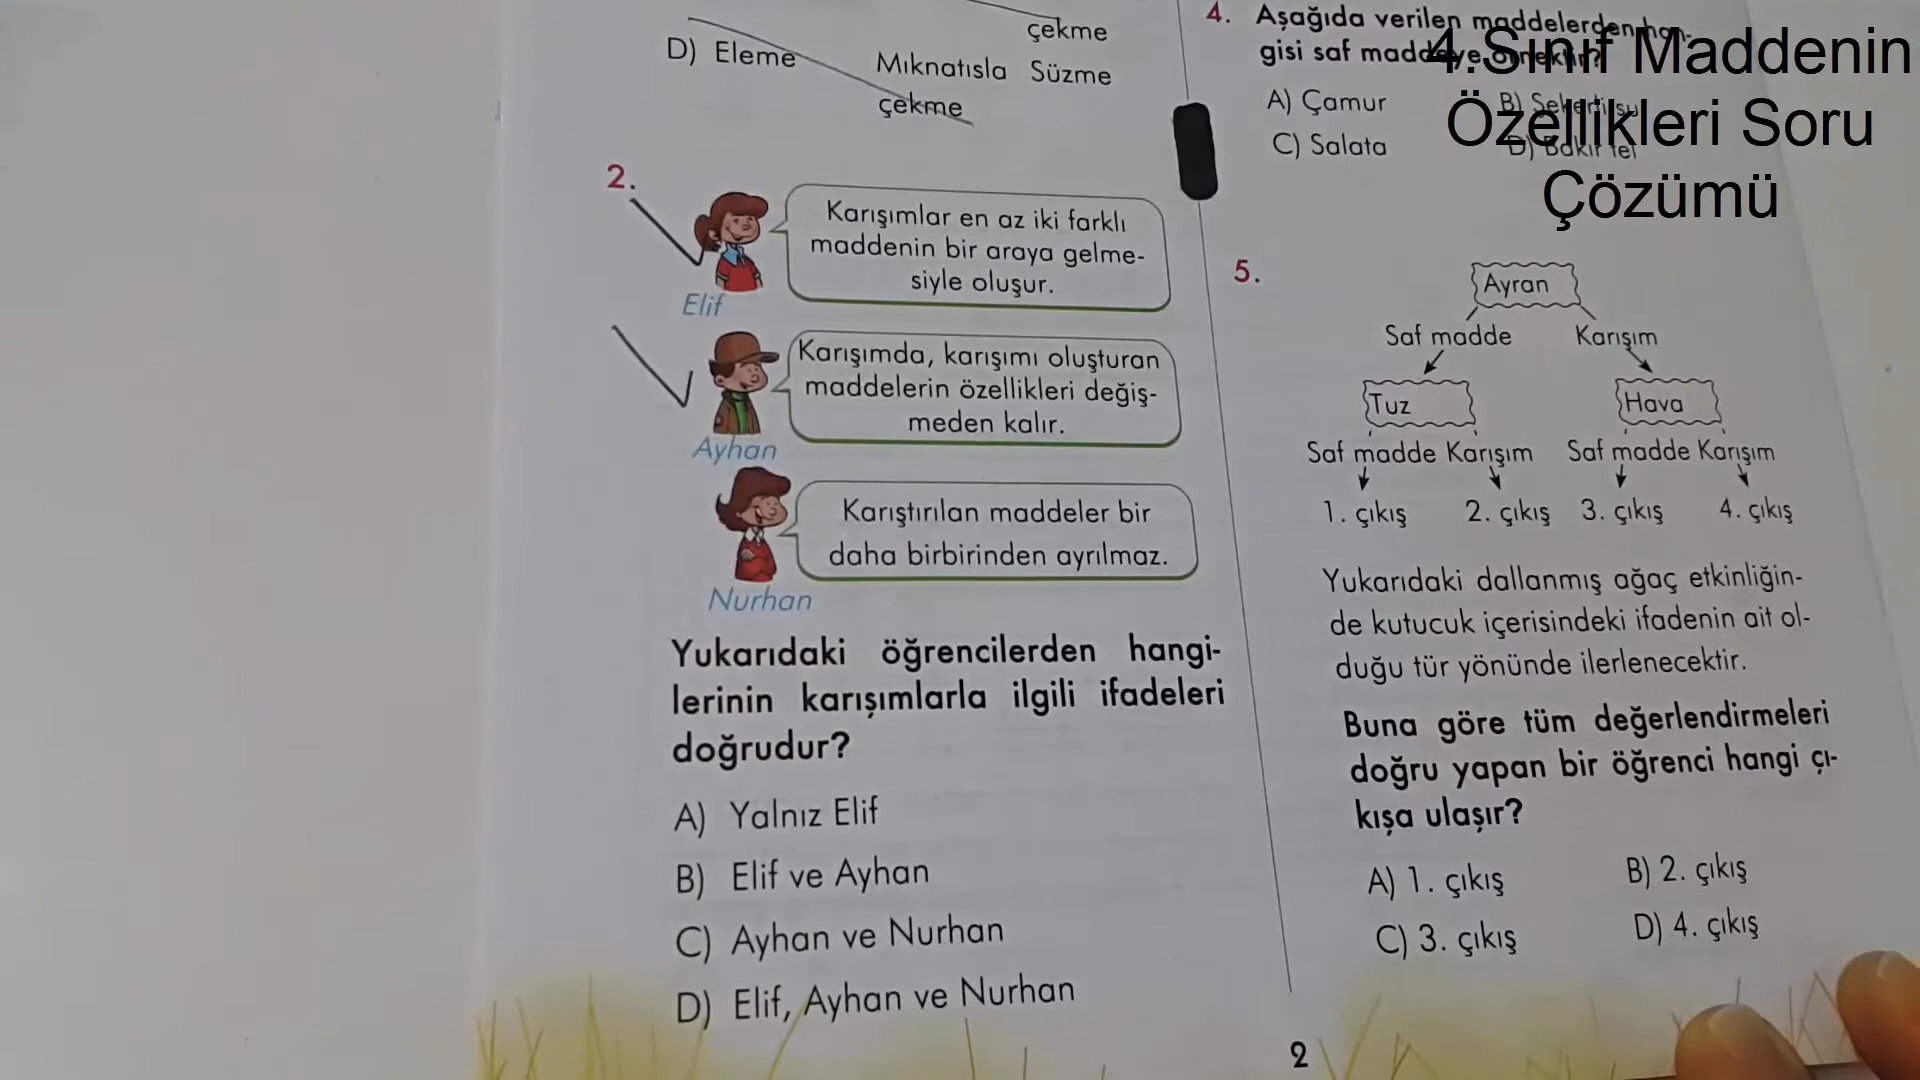 çekme
D) Eleme Mıknatısla Süzme
çekme
2.
Karışımlar en az iki farklı
maddenin bir araya gelme-
siyle oluşur.
Elif
Karışımda, karışımı oluşturan
maddelerin özellikleri değiş-
meden kalır.
Ayhan
Karıştırılan maddeler bir
daha birbirinden ayrılmaz.
Nurhan
Yukarıdaki öğrencilerden hangi-
lerinin karışımlarla ilgili ifadeleri
doğrudur?
A) Yalnız Elif
B) Elif ve Ayhan
C) Ayhan ve Nurhan
D) Elif, Ayhan ve Nurhan
4. Aşağıda verilen maddelerden han-
gisi saf maddeye örnektir?
A) Çamur B) Şekerli su
C) Salata D) Bakır tel
4.Sınıf Maddenin
Özellikleri Soru
Çözümü
5.
Ayran
Saf madde Karışım
Tuz Hava
Saf madde Karışım Saf madde Karışım
1. çıkış 2. çıkış 3. çıkış 4. çıkış
Yukarıdaki dallanmış ağaç etkinliğin-
de kutucuk içerisindeki ifadenin ait ol-
duğu tür yönünde ilerlenecektir.
Buna göre tüm değerlendirmeleri
doğru yapan bir öğrenci hangi çı-
kışa ulaşır?
A) 1. çıkış B) 2. çıkış
C) 3. çıkış D) 4. çıkış
2